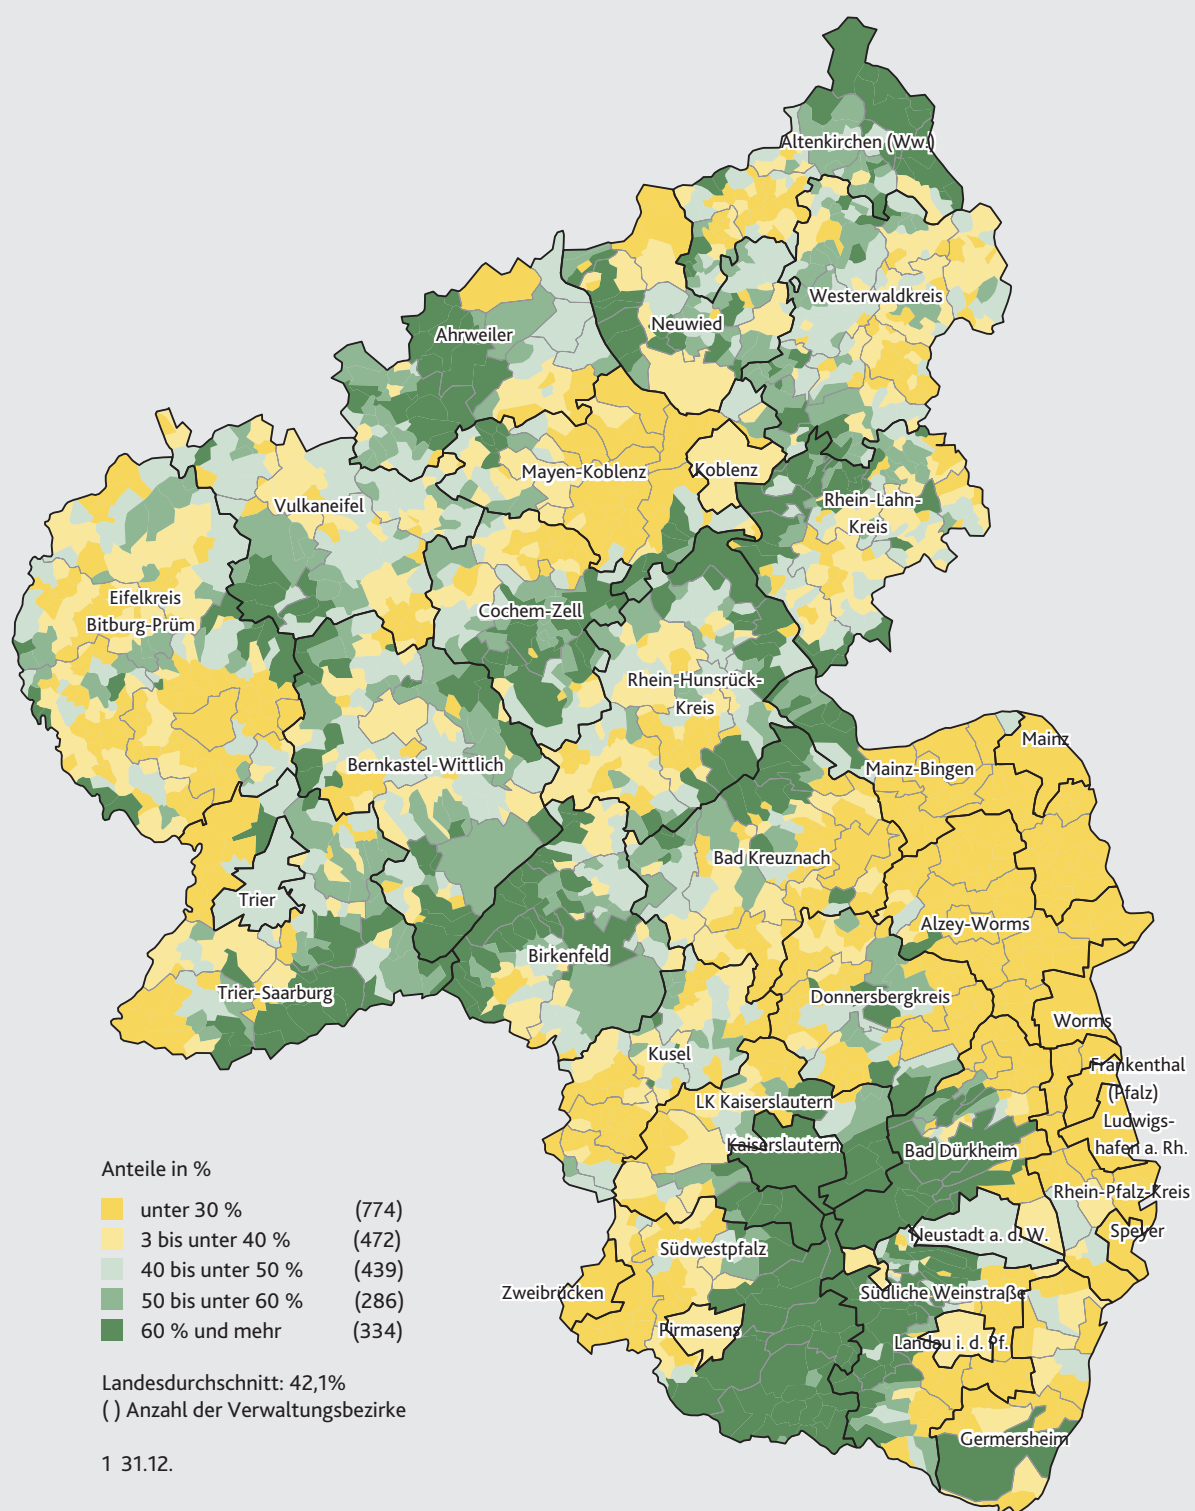 Altenkirchen (Ww.)
Westerwaldkreis
Neuwied
Ahrweiler
Mayen-Koblenz
Koblenz
Vulkaneifel
Rhein-Lahn-
Kreis
Eifelkreis
Bitburg-Prüm
Cochem-Zell
Rhein-Hunsrück-
Kreis
Mainz
Bernkastel-Wittlich
Mainz-Bingen
Bad Kreuznach
Trier
Alzey-Worms
Birkenfeld
Trier-Saarburg
Donnersbergkreis
Worms
Kusel
Frankenthal
(Pfalz)
LK Kaiserslautern
Ludwigs-
hafen a. Rh.
Kaiserslautern
Bad Dürkheim
Rhein-Pfalz-Kreis
Neustadt a. d. W.
Speyer
Südwestpfalz
Zweibrücken
Südliche Weinstraße
Pirmasens
Landau i. d. Pf.
Germersheim
Anteile in %
unter 30 % (774)
3 bis unter 40 % (472)
40 bis unter 50 % (439)
50 bis unter 60 % (286)
60 % und mehr (334)
Landesdurchschnitt: 42,1%
( ) Anzahl der Verwaltungsbezirke
1 31.12.